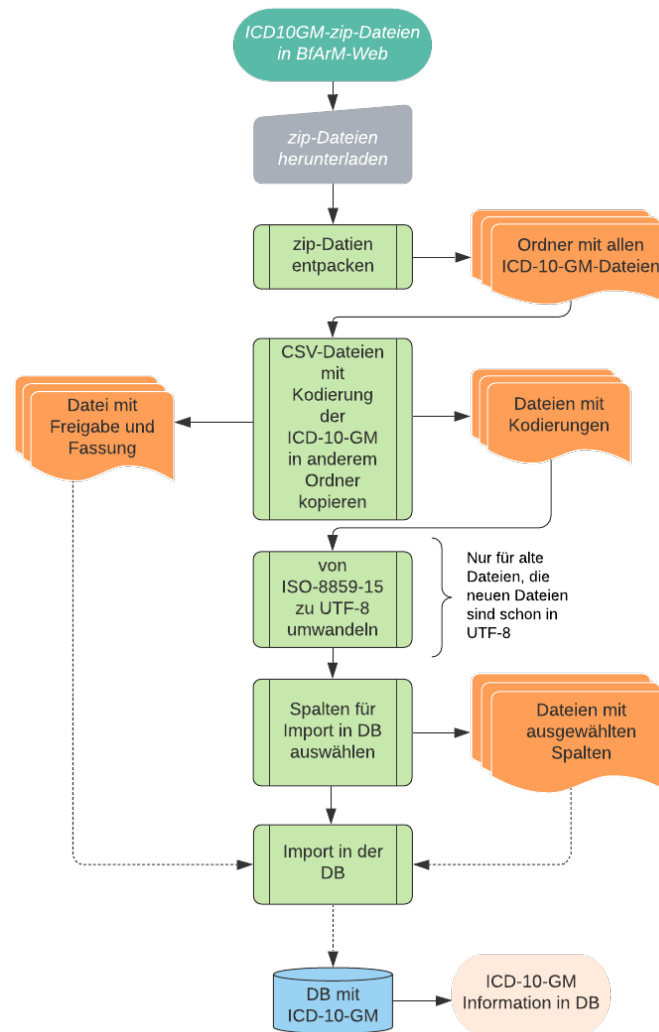 ICD10GM-zip-Dateien
in BfArM-Web
zip-Dateien
herunterladen
zip-Datien
entpacken
Ordner mit allen
ICD-10-GM-Dateien
CSV-Dateien
mit
Kodierung
der
ICD-10-GM
in anderem
Ordner
kopieren
Datei mit
Freigabe und
Fassung
Dateien mit
Kodierungen
von
ISO-8859-15
zu UTF-8
umwandeln
Nur für alte
Dateien, die
neuen Dateien
sind schon in
UTF-8
Spalten für
Import in DB
auswählen
Dateien mit
ausgewählten
Spalten
Import in der
DB
DB mit
ICD-10-GM
ICD-10-GM
Information in DB